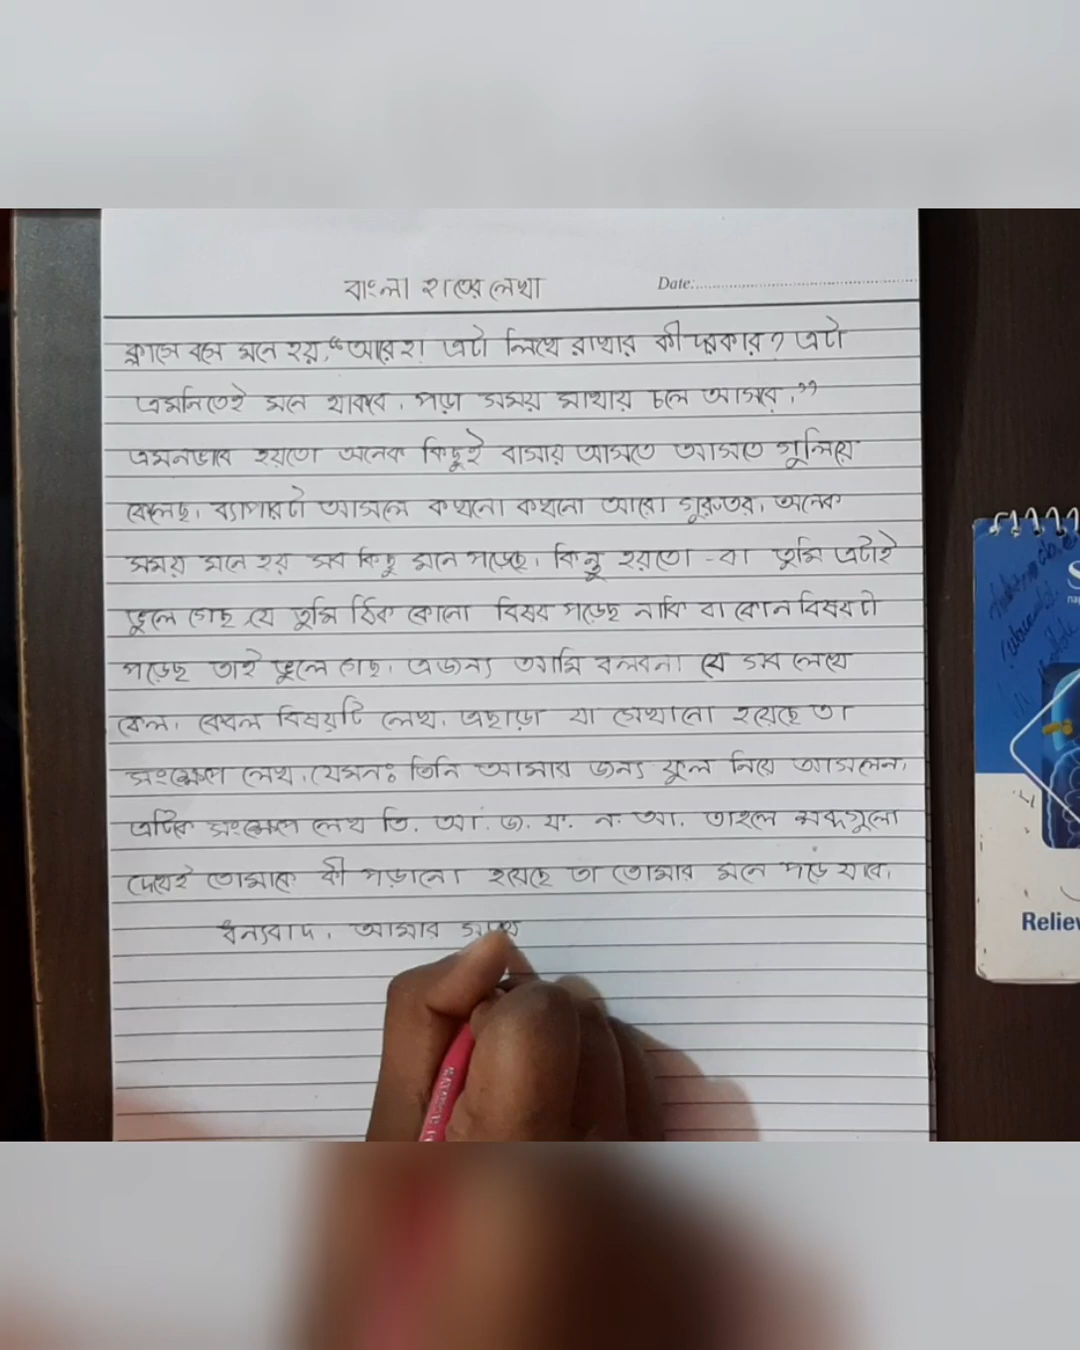 বাংলা হাতের লেখা
Date:
ক্লাসে বসে মনে হয়, “আরে হ্যা এটা লিখে রাখার কী দরকার? এটা
এমনিতেই মনে থাকবে, পড়া সময় মাথায় চলে আসবে।”
এমনভাবে হয়তো অনেক কিছুই বাসায় আসতে আসতে গুলিয়ে
ফেলেছ। ব্যাপারটা আসলে কখনো কখনো আরো গুরুতর। অনেক
সময় মনে হয় সব কিছু মনে পড়েছে। কিন্তু হয়তো - বা তুমি এটাই
ভুলে গেছ যে তুমি ঠিক কোনো বিষয় পড়েছ নাকি বা কোন বিষয়টা
পড়েছ তাই ভুলে গেছ। এজন্য আমি বলবনা যে সব লেখে
ফেল। কেবল বিষয়টি লেখ, এছাড়া যা শেখানো হয়েছে তা
সংক্ষেপে লেখ। যেমনঃ তিনি আমার জন্য ফুল নিয়ে আসলেন।
এটিকে সংক্ষেপে লেখ তি. আ. জ. ফ. ন. আ. তাহলে শব্দগুলো
দেখেই তোমাকে কী পড়ানো হয়েছে তা তোমার মনে পড়ে যাবে।
ধন্যবাদ। আমার
Relie